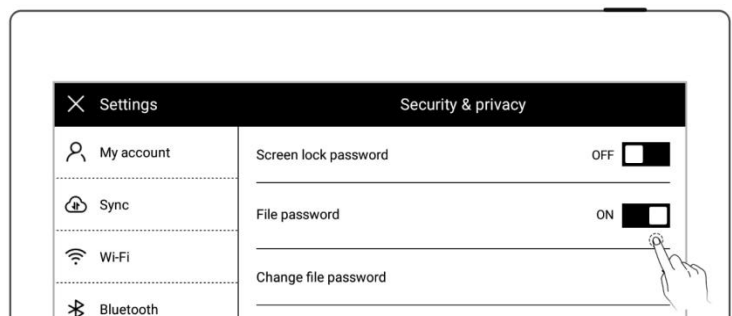 Settings
Security & privacy
My account
Screen lock password
OFF
Sync
File password
ON
Wi-Fi
Change file password
Bluetooth